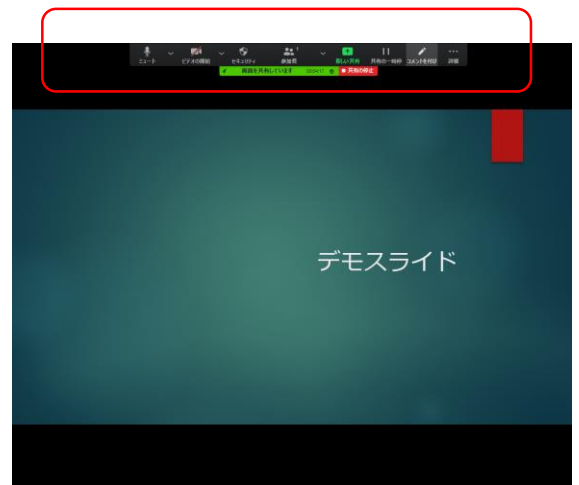 ミュート ビデオの開始 セキュリティ 参加者 1 新しい共有 共有の一時停止 コメントを付ける 詳細
画面を共有しています 共有の停止
デモスライド